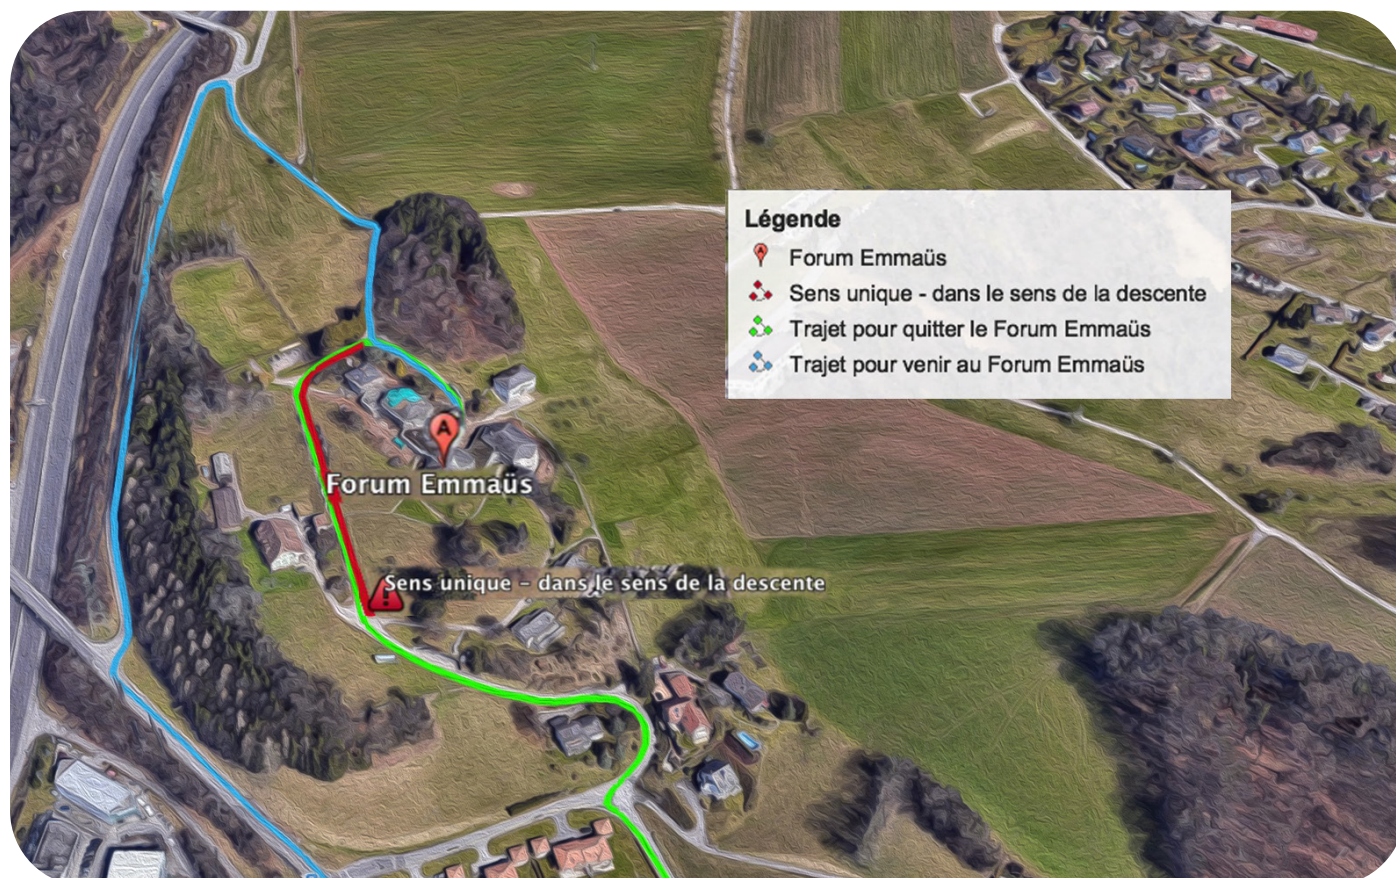 Légende
A Forum Emmaüs
Sens unique - dans le sens de la descente
Trajet pour quitter le Forum Emmaüs
Trajet pour venir au Forum Emmaüs
A
Forum Emmaüs
! Sens unique - dans le sens de la descente